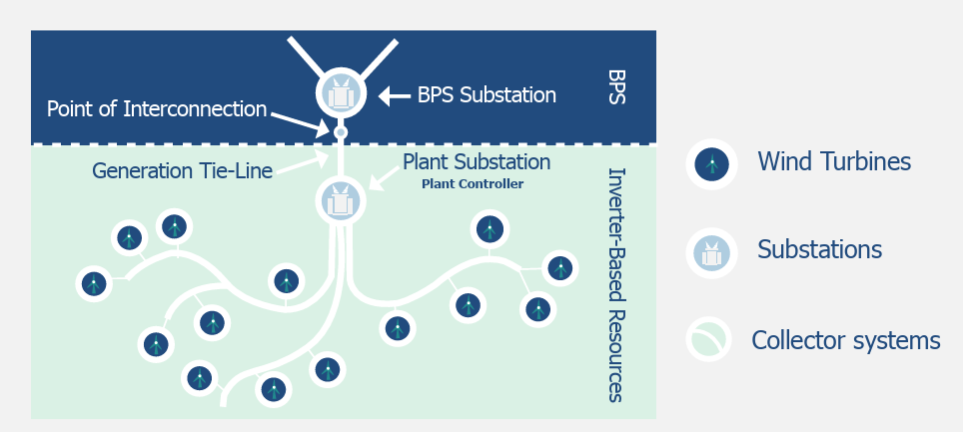 BPS Substation
BPS
Point of Interconnection
Generation Tie-Line
Plant Substation
Plant Controller
Inverter-Based Resources
Wind Turbines
Substations
Collector systems